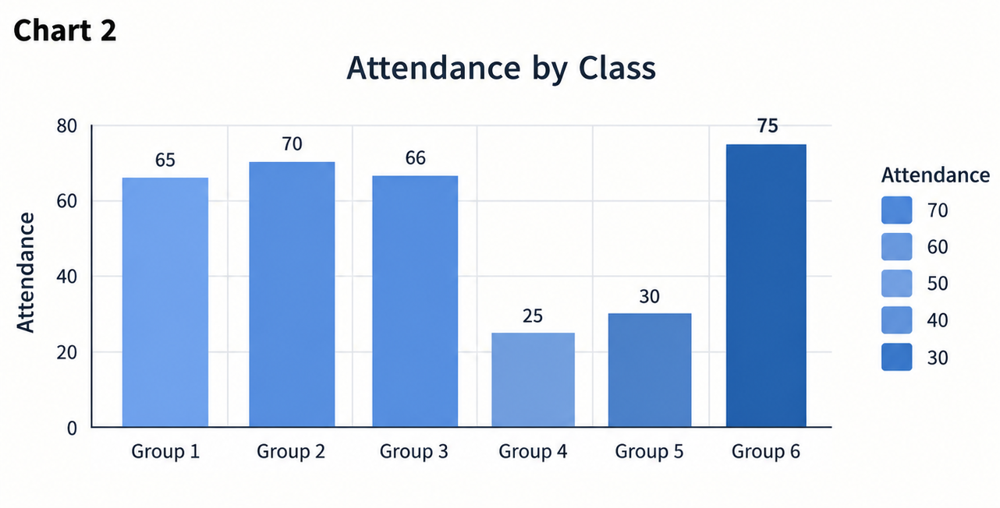 Chart 2
Attendance by Class
Attendance
80
60
40
20
0
65
70
66
25
30
75
Group 1
Group 2
Group 3
Group 4
Group 5
Group 6
Attendance
70
60
50
40
30